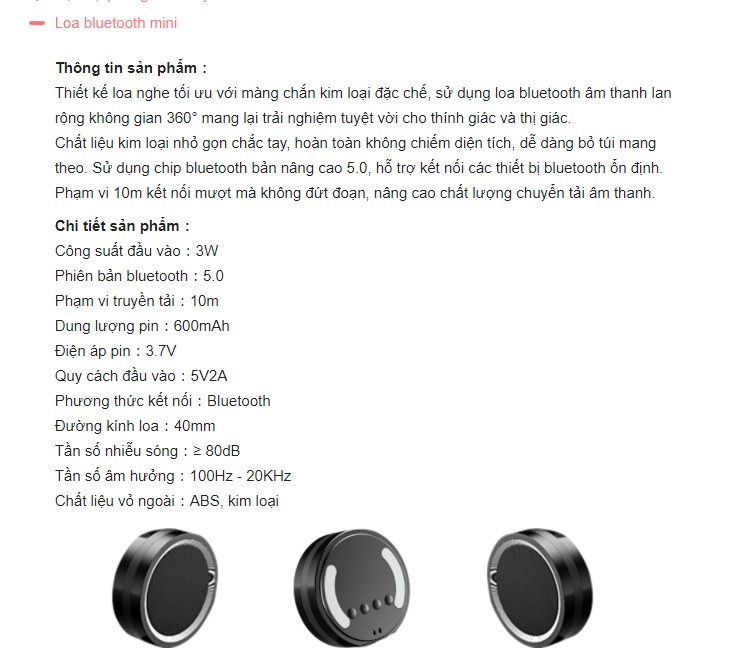 Loa bluetooth mini
Thông tin sản phẩm :
Thiết kế loa nghe tối ưu với màng chắn kim loại đặc chế, sử dụng loa bluetooth âm thanh lan
rộng không gian 360° mang lại trải nghiệm tuyệt vời cho thính giác và thị giác.
Chất liệu kim loại nhỏ gọn chắc tay, hoàn toàn không chiếm diện tích, dễ dàng bỏ túi mang
theo. Sử dụng chip bluetooth bản nâng cao 5.0, hỗ trợ kết nối các thiết bị bluetooth ổn định.
Phạm vi 10m kết nối mượt mà không đứt đoạn, nâng cao chất lượng chuyển tải âm thanh.
Chi tiết sản phẩm :
Công suất đầu vào : 3W
Phiên bản bluetooth : 5.0
Phạm vi truyền tải : 10m
Dung lượng pin : 600mAh
Điện áp pin : 3.7V
Quy cách đầu vào : 5V2A
Phương thức kết nối : Bluetooth
Đường kính loa : 40mm
Tần số nhiễu sóng : ≥ 80dB
Tần số âm hưởng : 100Hz - 20KHz
Chất liệu vỏ ngoài : ABS, kim loại